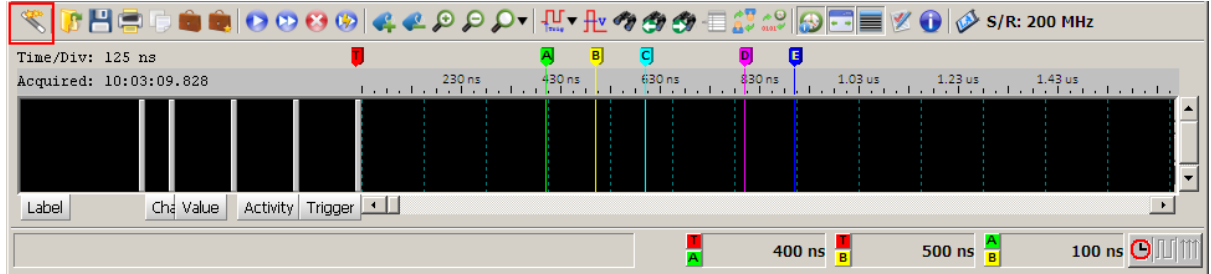 S/R: 200 MHz
Time/Div: 125 ns
T A B C D E
Acquired: 10:03:09.828
230 ns 430 ns 630 ns 830 ns 1.03 us 1.23 us 1.43 us
Label Cha Value Activity Trigger
T A 400 ns T B 500 ns A B 100 ns